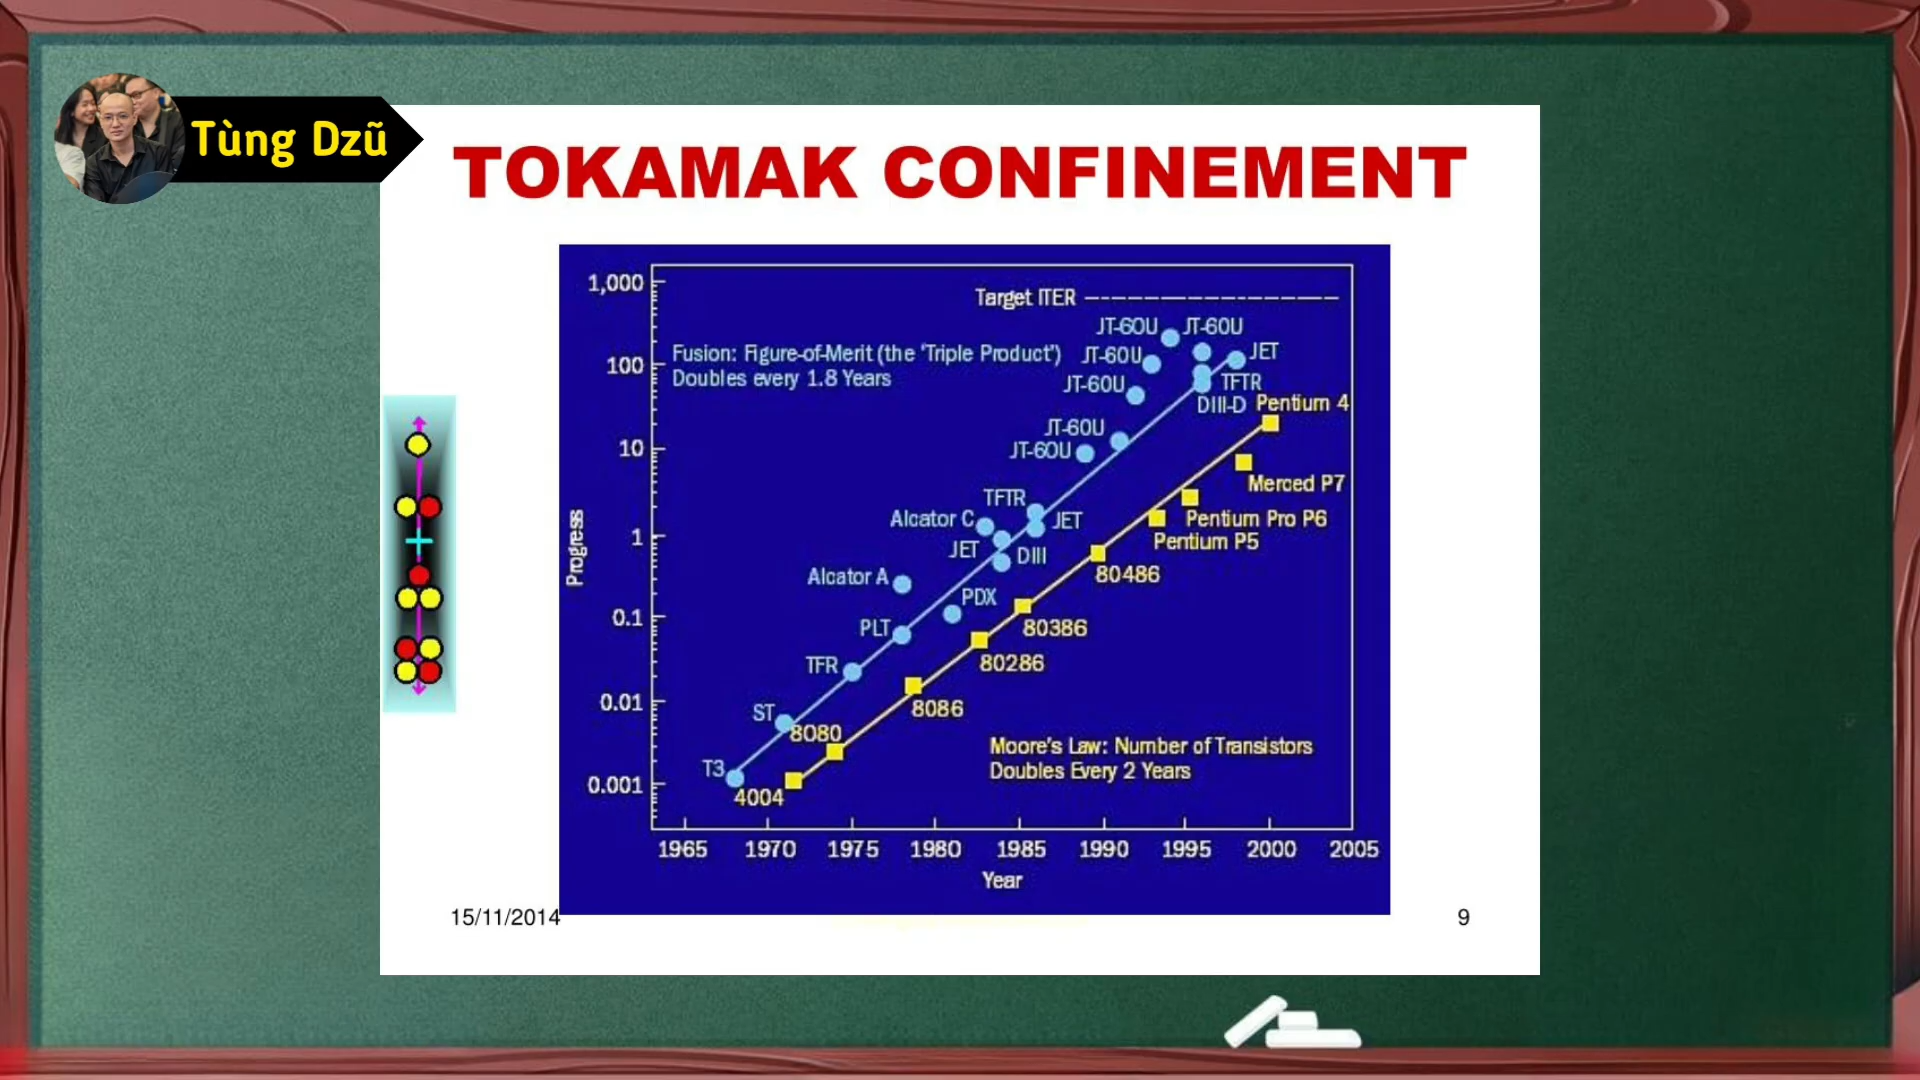 Tùng Dzũ
TOKAMAK CONFINEMENT
1,000
100
10
1
0.1
0.01
0.001
Progress
Target ITER
Fusion: Figure-of-Merit (the 'Triple Product')
Doubles every 1.8 Years
JT-60U
JT-60U
JT-60U
JET
JT-60U
TFTR
DIII-D
Pentium 4
JT-60U
JT-60U
Merced P7
TFTR
Alcator C
JET
Pentium Pro P6
Pentium P5
JET
DIII
Alcator A
80486
PDX
PLT
80386
TFR
80286
ST
8086
8080
Moore's Law: Number of Transistors
Doubles Every 2 Years
T3
4004
1965
1970
1975
1980
1985
1990
1995
2000
2005
Year
15/11/2014
9